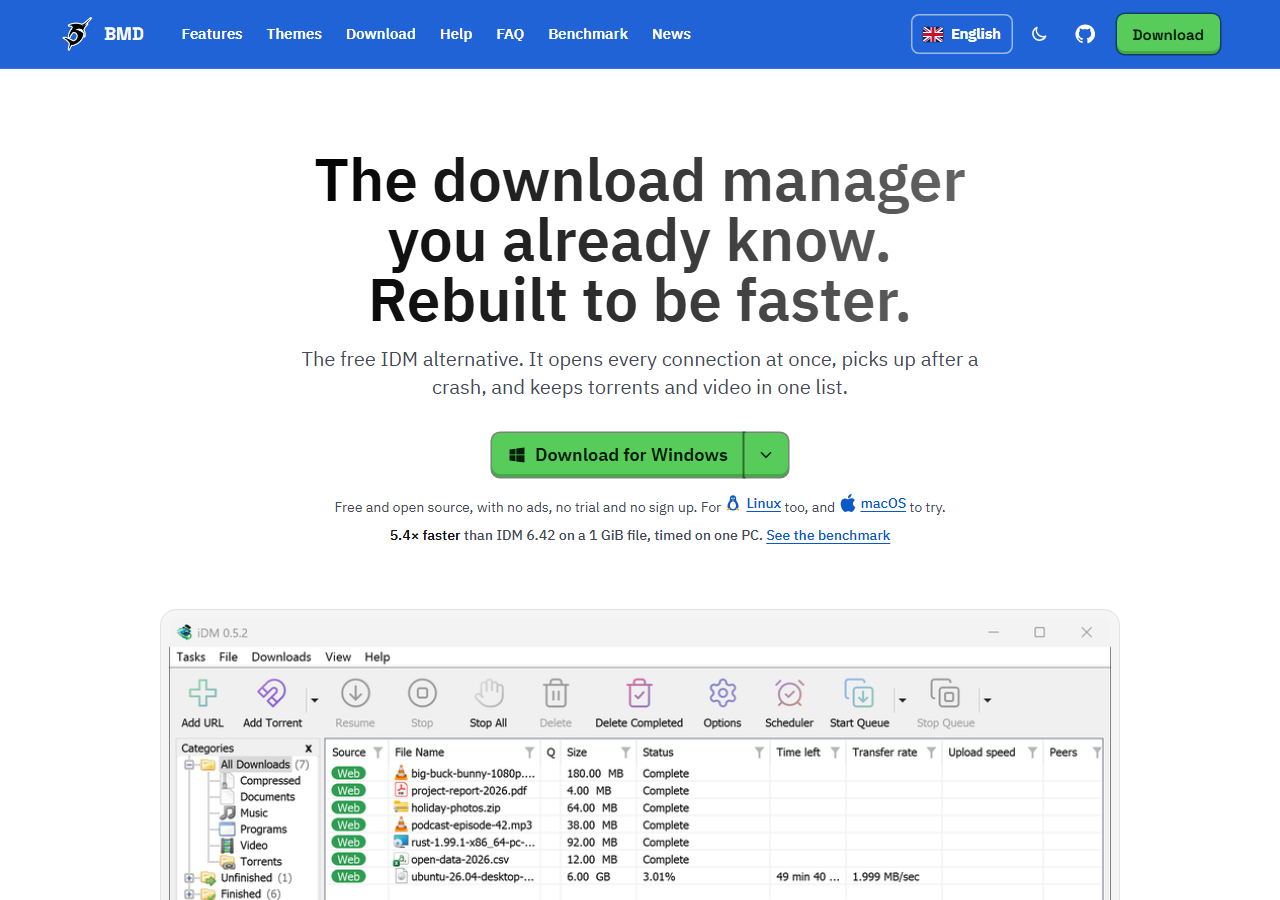 BMD
Features Themes Download Help FAQ Benchmark News
English
Download
The download manager
you already know.
Rebuilt to be faster.
The free IDM alternative. It opens every connection at once, picks up after a
crash, and keeps torrents and video in one list.
Download for Windows
Free and open source, with no ads, no trial and no sign up. For Linux too, and macOS to try.
5.4× faster than IDM 6.42 on a 1 GiB file, timed on one PC. See the benchmark
iDM 0.5.2
Tasks File Downloads View Help
Add URL Add Torrent Resume Stop Stop All Delete Delete Completed Options Scheduler Start Queue Stop Queue
Categories x
Source File Name Q Size Status Time left Transfer rate Upload speed Peers
All Downloads (7)
Compressed
Documents
Music
Programs
Video
Torrents
Unfinished (1)
Finished (6)
Web big-buck-bunny-1080p.... 180.00 MB Complete
Web project-report-2026.pdf 4.00 MB Complete
Web holiday-photos.zip 64.00 MB Complete
Web podcast-episode-42.mp3 38.00 MB Complete
Web rust-1.99.1-x86_64-pc-... 92.00 MB Complete
Web open-data-2026.csv 12.00 MB Complete
Web ubuntu-26.04-desktop-... 6.00 GB 3.01% 49 min 40 ... 1.999 MB/sec